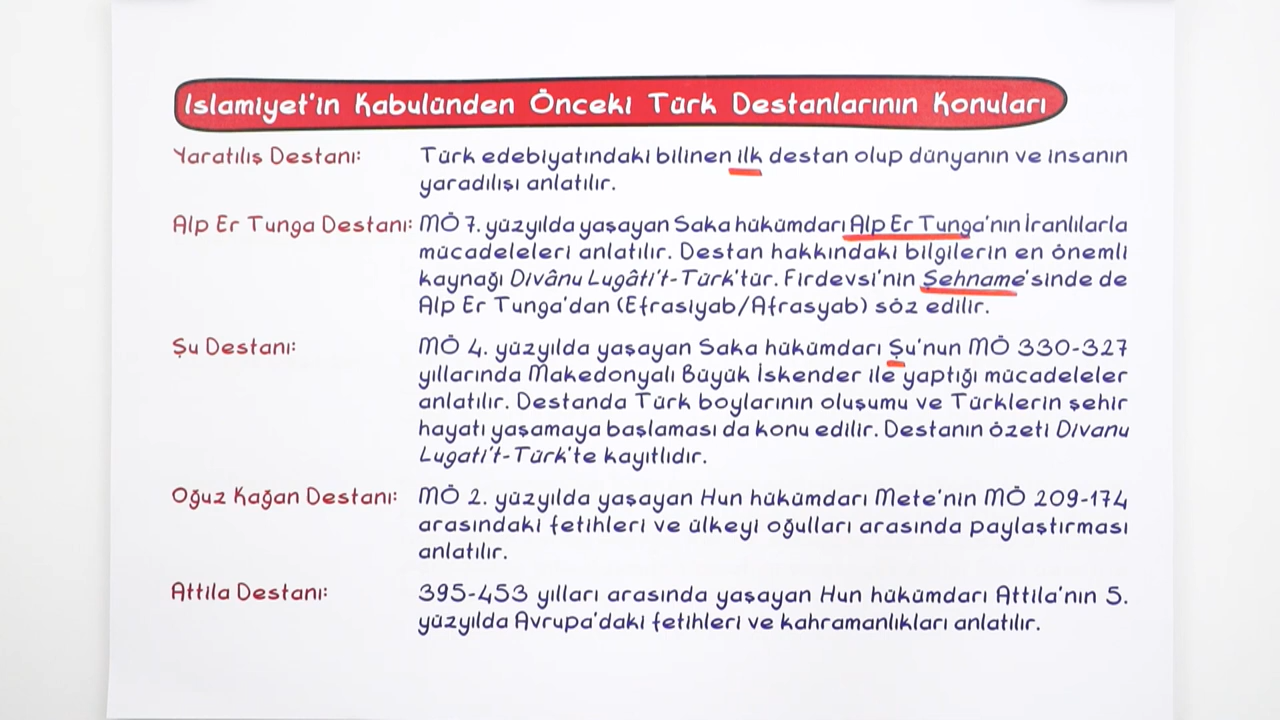 İslamiyet'in Kabulünden Önceki Türk Destanlarının Konuları
Yaratılış Destanı: Türk edebiyatındaki bilinen ilk destan olup dünyanın ve insanın
yaradılışı anlatılır.
Alp Er Tunga Destanı: MÖ 7. yüzyılda yaşayan Saka hükümdarı Alp Er Tunga'nın İranlılarla
mücadeleleri anlatılır. Destan hakkındaki bilgilerin en önemli
kaynağı Divânu Lugâti't-Türk'tür. Firdevsi'nin Şehname'sinde de
Alp Er Tunga'dan (Efrasiyab/Afrasyab) söz edilir.
Şu Destanı: MÖ 4. yüzyılda yaşayan Saka hükümdarı Şu'nun MÖ 330-327
yıllarında Makedonyalı Büyük İskender ile yaptığı mücadeleler
anlatılır. Destanda Türk boylarının oluşumu ve Türklerin şehir
hayatı yaşamaya başlaması da konu edilir. Destanın özeti Divanu
Lugati't-Türk'te kayıtlıdır.
Oğuz Kağan Destanı: MÖ 2. yüzyılda yaşayan Hun hükümdarı Mete'nin MÖ 209-174
arasındaki fetihleri ve ülkeyi oğulları arasında paylaştırması
anlatılır.
Attila Destanı: 395-453 yılları arasında yaşayan Hun hükümdarı Attila'nın 5.
yüzyılda Avrupa'daki fetihleri ve kahramanlıkları anlatılır.